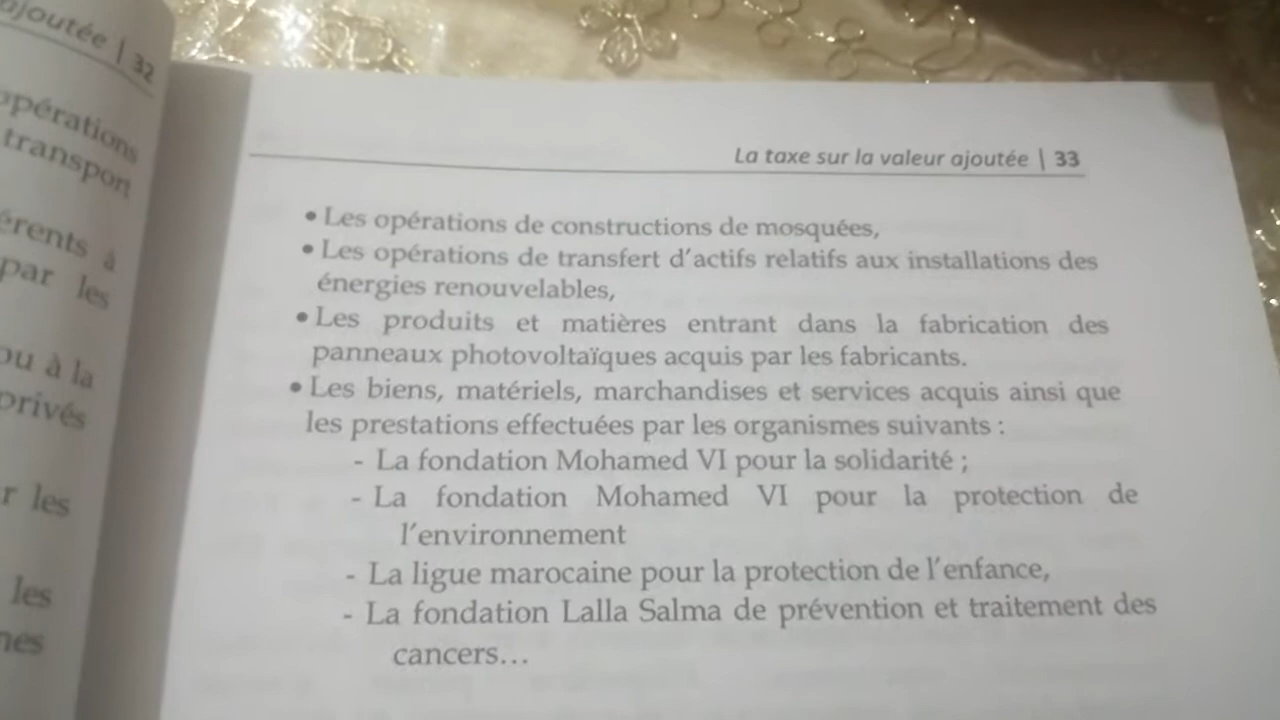 ajoutée | 32
opérations
transport
érents à
par les
ou à la
privés
r les
les
nes
La taxe sur la valeur ajoutée | 33
• Les opérations de constructions de mosquées,
• Les opérations de transfert d'actifs relatifs aux installations des
énergies renouvelables,
• Les produits et matières entrant dans la fabrication des
panneaux photovoltaïques acquis par les fabricants.
• Les biens, matériels, marchandises et services acquis ainsi que
les prestations effectuées par les organismes suivants :
- La fondation Mohamed VI pour la solidarité ;
- La fondation Mohamed VI pour la protection de
l'environnement
- La ligue marocaine pour la protection de l'enfance,
- La fondation Lalla Salma de prévention et traitement des
cancers...